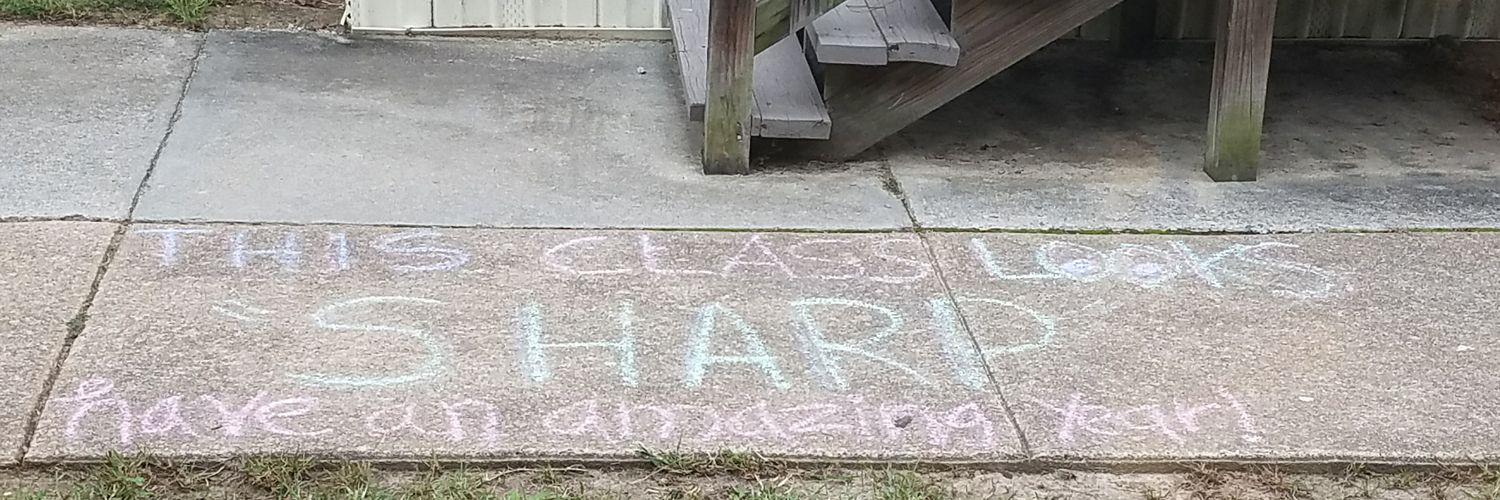 THIS CLASS LOOKS
"SHARP"
have an amazing year!